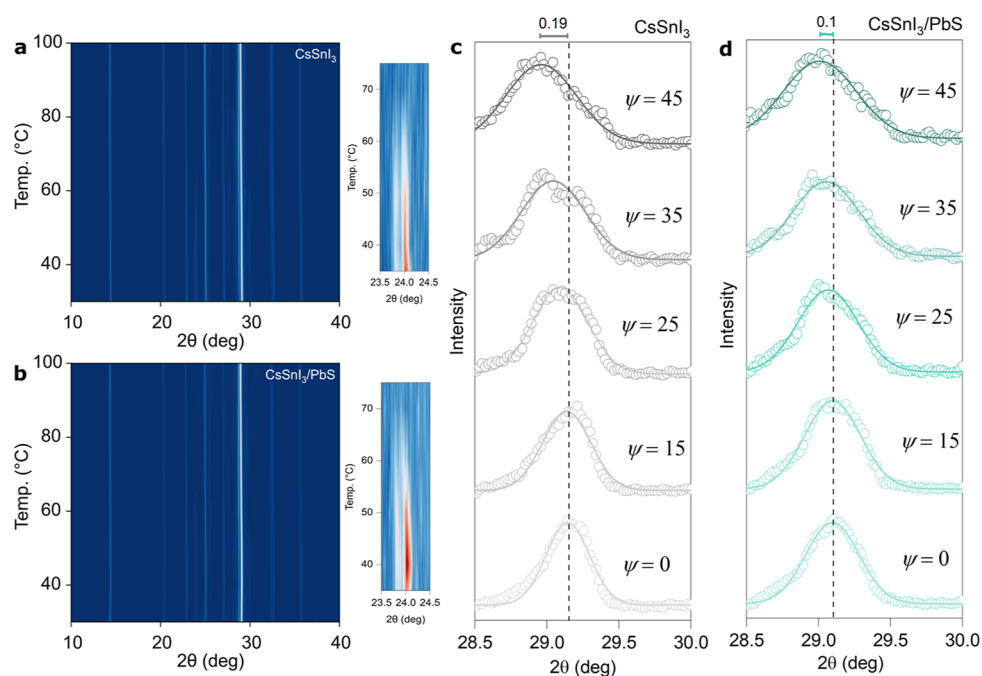 a
100
80
60
40
Temp. (°C)
CsSnI₃
10
20
30
40
2θ (deg)
70
60
50
40
Temp. (°C)
23.5
24.0
24.5
2θ (deg)
b
100
80
60
40
Temp. (°C)
CsSnI₃/PbS
10
20
30
40
2θ (deg)
70
60
50
40
Temp. (°C)
23.5
24.0
24.5
2θ (deg)
c
0.19
CsSnI₃
ψ = 45
ψ = 35
ψ = 25
ψ = 15
ψ = 0
Intensity
28.5
29.0
29.5
30.0
2θ (deg)
d
0.1
CsSnI₃/PbS
ψ = 45
ψ = 35
ψ = 25
ψ = 15
ψ = 0
Intensity
28.5
29.0
29.5
30.0
2θ (deg)